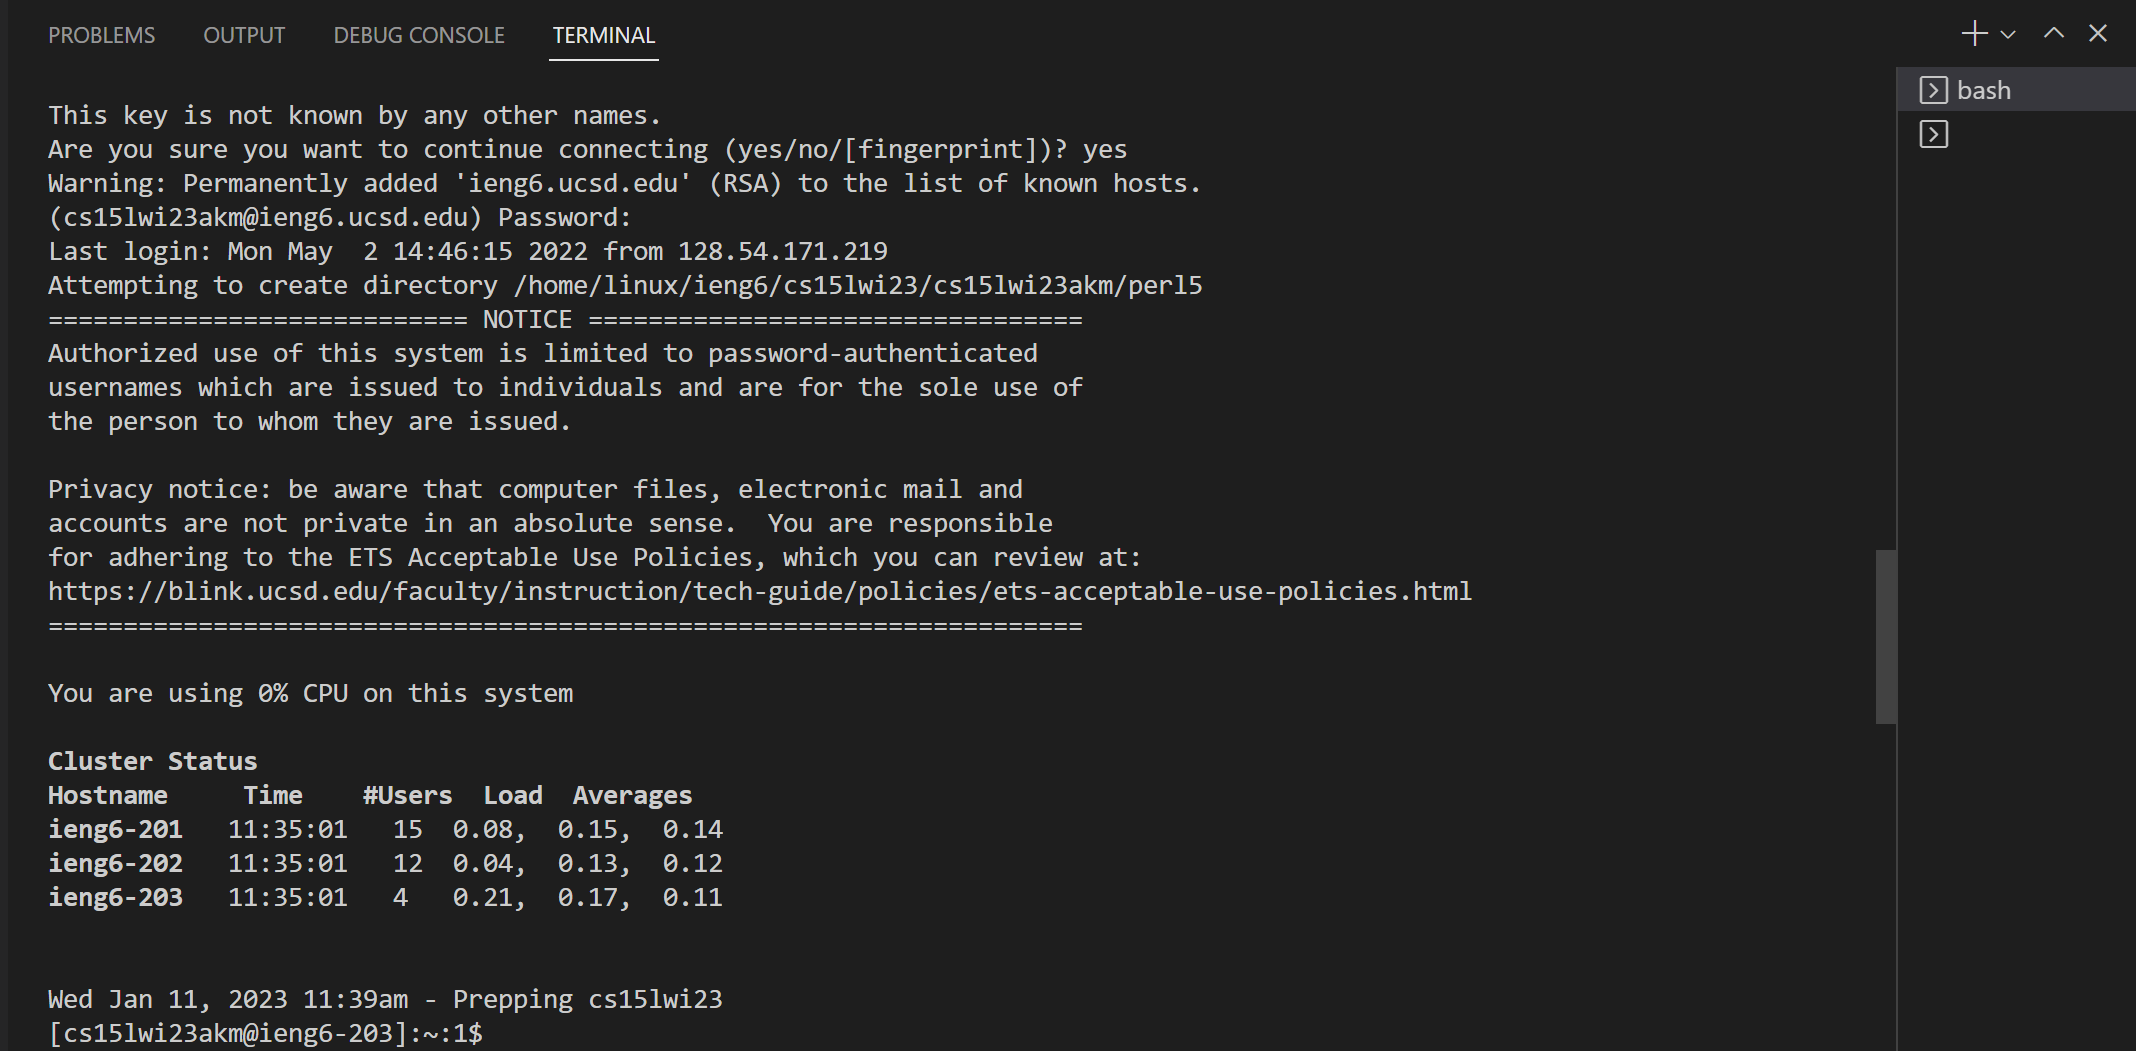 PROBLEMS OUTPUT DEBUG CONSOLE TERMINAL
bash
This key is not known by any other names.
Are you sure you want to continue connecting (yes/no/[fingerprint])? yes
Warning: Permanently added 'ieng6.ucsd.edu' (RSA) to the list of known hosts.
(cs15lwi23akm@ieng6.ucsd.edu) Password:
Last login: Mon May  2 14:46:15 2022 from 128.54.171.219
Attempting to create directory /home/linux/ieng6/cs15lwi23/cs15lwi23akm/perl5
============================ NOTICE =================================
Authorized use of this system is limited to password-authenticated
usernames which are issued to individuals and are for the sole use of
the person to whom they are issued.
Privacy notice: be aware that computer files, electronic mail and
accounts are not private in an absolute sense.  You are responsible
for adhering to the ETS Acceptable Use Policies, which you can review at:
https://blink.ucsd.edu/faculty/instruction/tech-guide/policies/ets-acceptable-use-policies.html
=====================================================================
You are using 0% CPU on this system
Cluster Status
Hostname     Time    #Users  Load  Averages
ieng6-201   11:35:01   15  0.08,  0.15,  0.14
ieng6-202   11:35:01   12  0.04,  0.13,  0.12
ieng6-203   11:35:01   4   0.21,  0.17,  0.11
Wed Jan 11, 2023 11:39am - Prepping cs15lwi23
[cs15lwi23akm@ieng6-203]:~:1$